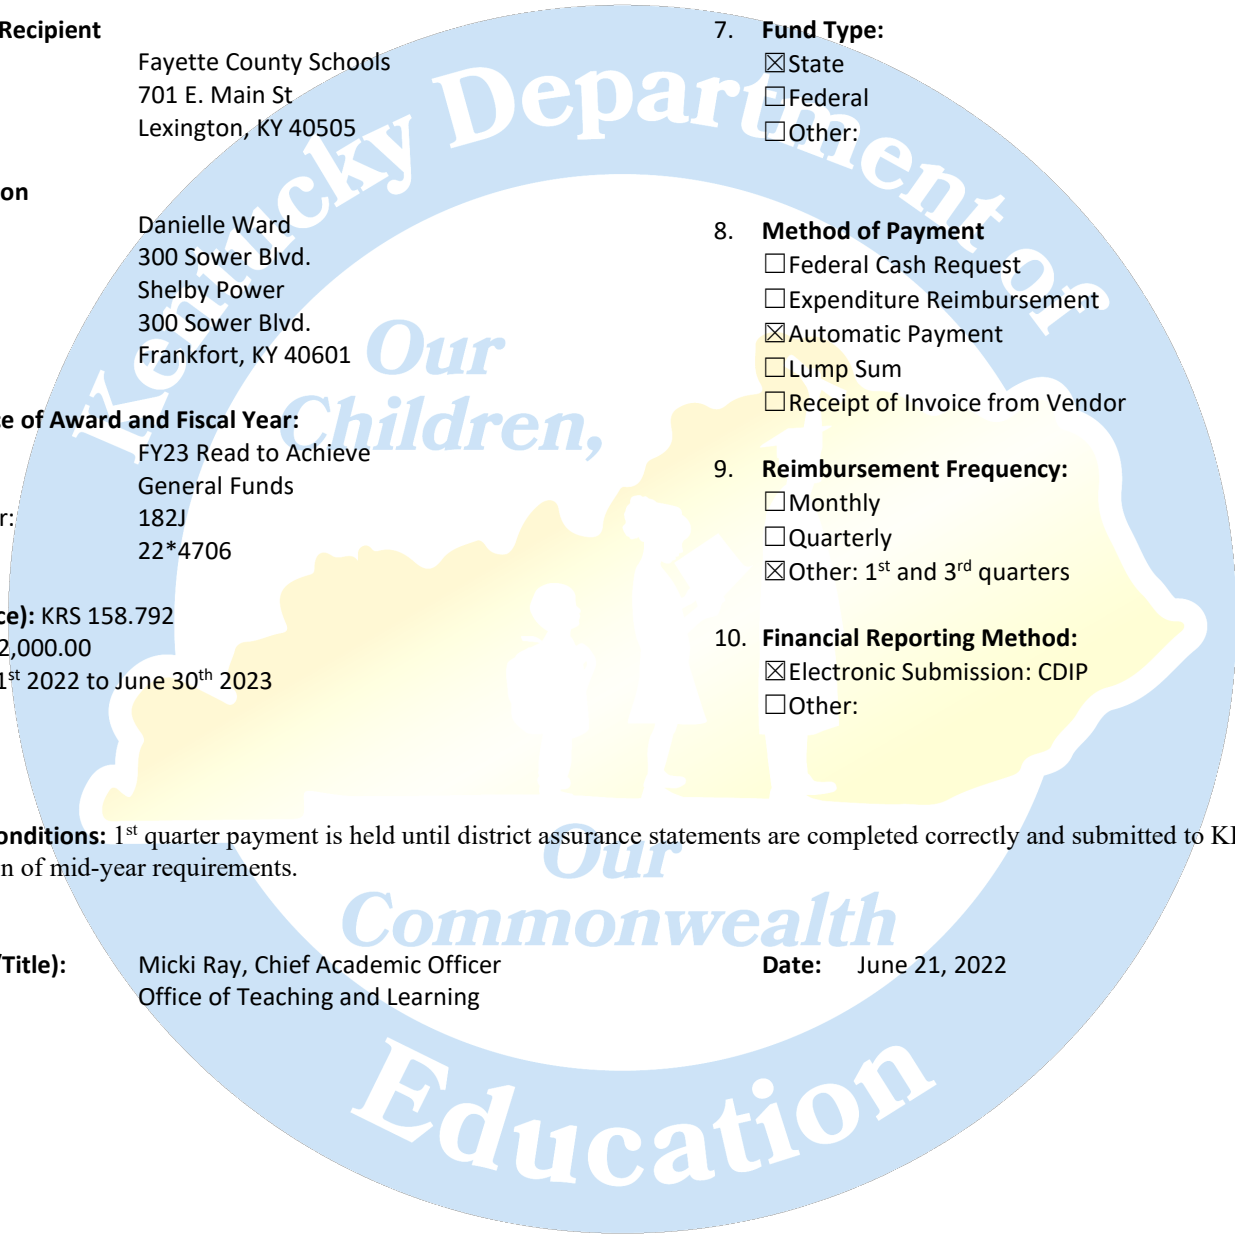 Recipient
Fayette County Schools
701 E. Main St
Lexington, KY 40505
on
Danielle Ward
300 Sower Blvd.
Shelby Power
300 Sower Blvd.
Frankfort, KY 40601
e of Award and Fiscal Year:
FY23 Read to Achieve
General Funds
r: 182J
22*4706
ce): KRS 158.792
2,000.00
1st 2022 to June 30th 2023
7. Fund Type:
☒State
☐Federal
☐Other:
8. Method of Payment
☐Federal Cash Request
☐Expenditure Reimbursement
☒Automatic Payment
☐Lump Sum
☐Receipt of Invoice from Vendor
9. Reimbursement Frequency:
☐Monthly
☐Quarterly
☒Other: 1st and 3rd quarters
10. Financial Reporting Method:
☒Electronic Submission: CDIP
☐Other:
onditions: 1st quarter payment is held until district assurance statements are completed correctly and submitted to
n of mid-year requirements.
/Title): Micki Ray, Chief Academic Officer
Office of Teaching and Learning
Date: June 21, 2022
Kentucky Department of
Education
Our
Children,
Our
Commonwealth